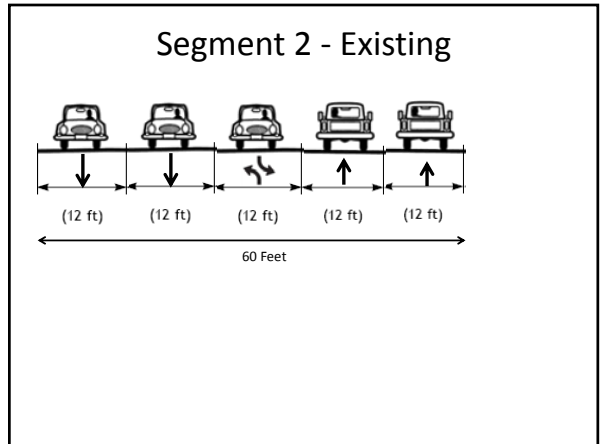 Segment 2 - Existing
(12 ft) (12 ft) (12 ft) (12 ft) (12 ft)
60 Feet